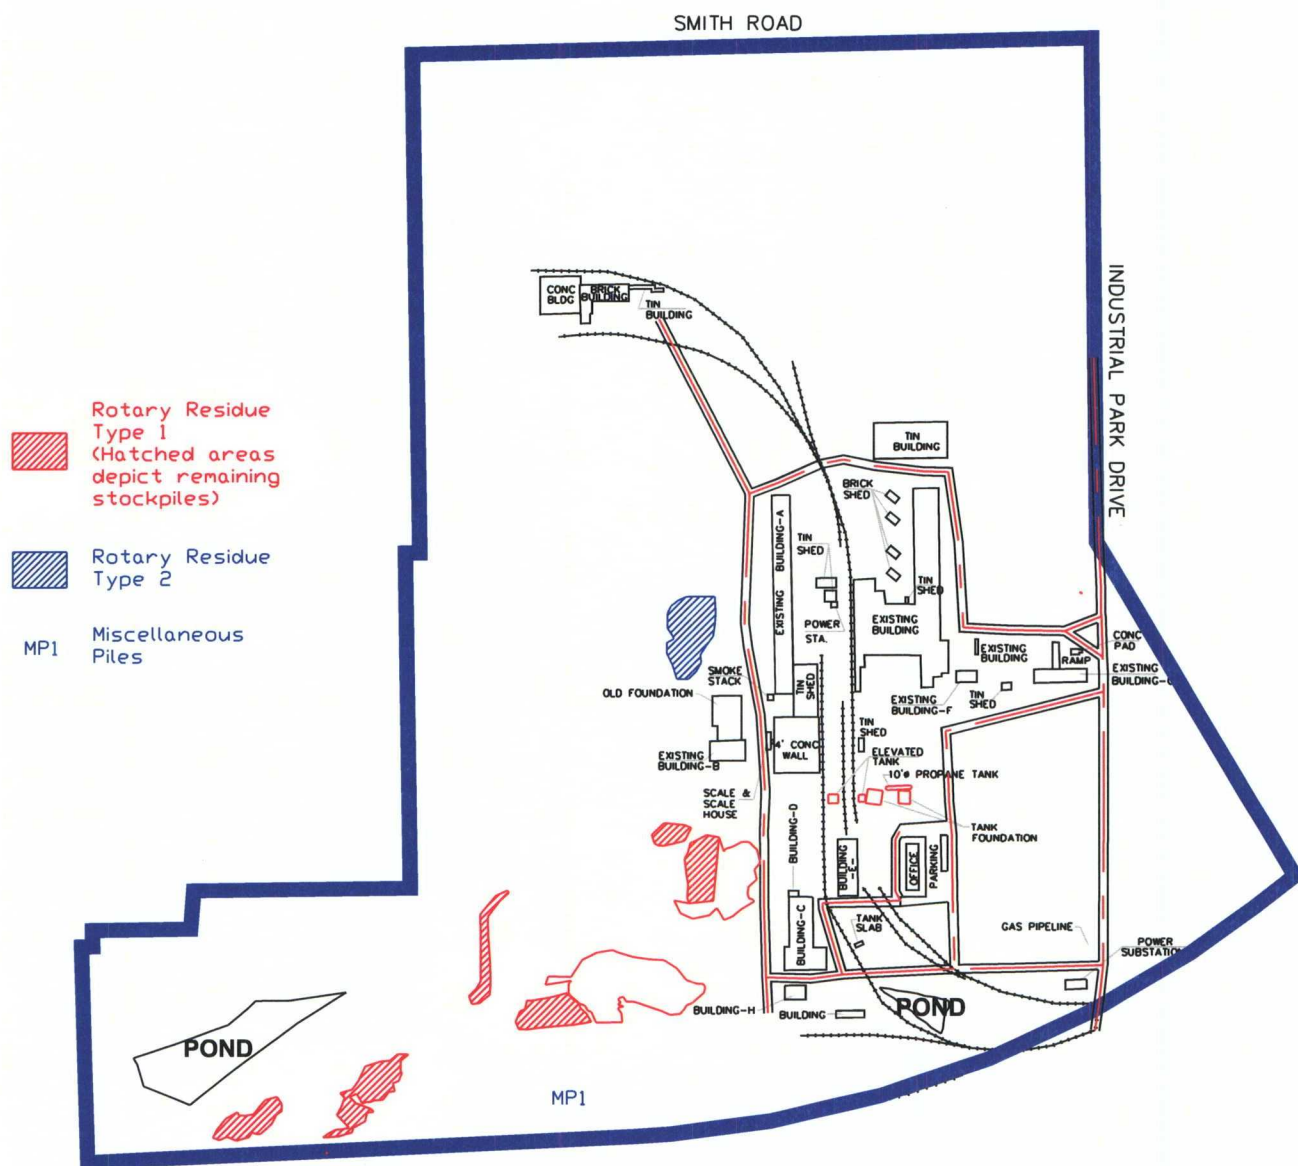 SMITH ROAD
INDUSTRIAL PARK DRIVE
CONC
BLDG
BRICK
BUILDING
TIN
BUILDING
Rotary Residue
Type 1
(Hatched areas
depict remaining
stockpiles)
Rotary Residue
Type 2
MP1
Miscellaneous
Piles
TIN
BUILDING
BRICK
SHED
EXISTING BUILDING-A
TIN
SHED
TIN
SHED
POWER
STA.
EXISTING
BUILDING
CONC
PAD
EXISTING
BUILDING
RAMP
EXISTING
BUILDING-
SMOKE
STACK
TIN
SHED
OLD FOUNDATION
EXISTING
BUILDING-F
TIN
SHED
EXISTING
BUILDING-B
4' CONC
WALL
TIN
SHED
ELEVATED
TANK
10'ø PROPANE TANK
SCALE &
SCALE
HOUSE
BUILDING-D
TANK
FOUNDATION
BUILDING
-E-
OFFICE
PARKING
BUILDING-C
TANK
SLAB
GAS PIPELINE
POWER
SUBSTATION
BUILDING-H
BUILDING
POND
POND
MP1